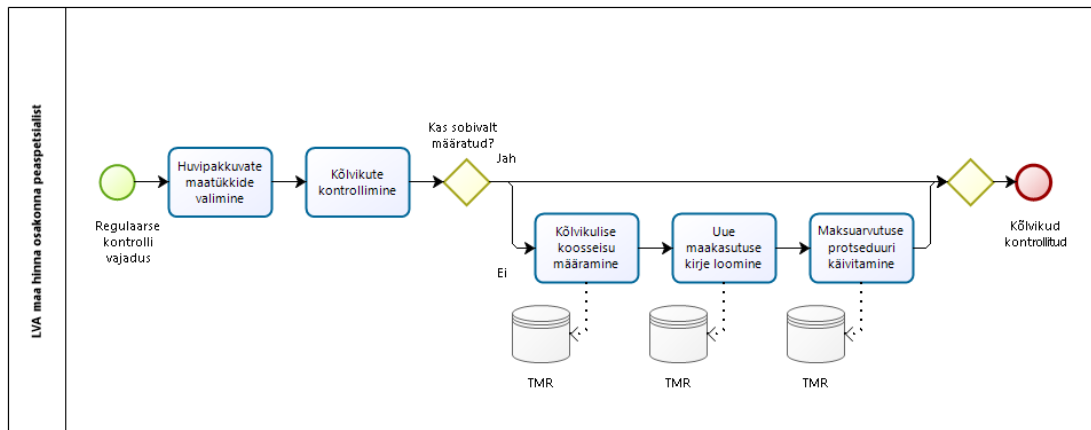 LVA maa hinna osakonna peaspetsialist
Regulaarse
kontrolli
vajadus
Huvipakkuvate
maatükkide
valimine
Kõlvikute
kontrollimine
Kas sobivalt
määratud?
Jah
Ei
Kõlvikulise
koosseisu
määramine
Uue
maakasutuse
kirje loomine
Maksuarvutuse
protseduuri
käivitamine
Kõlvikud
kontrollitud
TMR
TMR
TMR